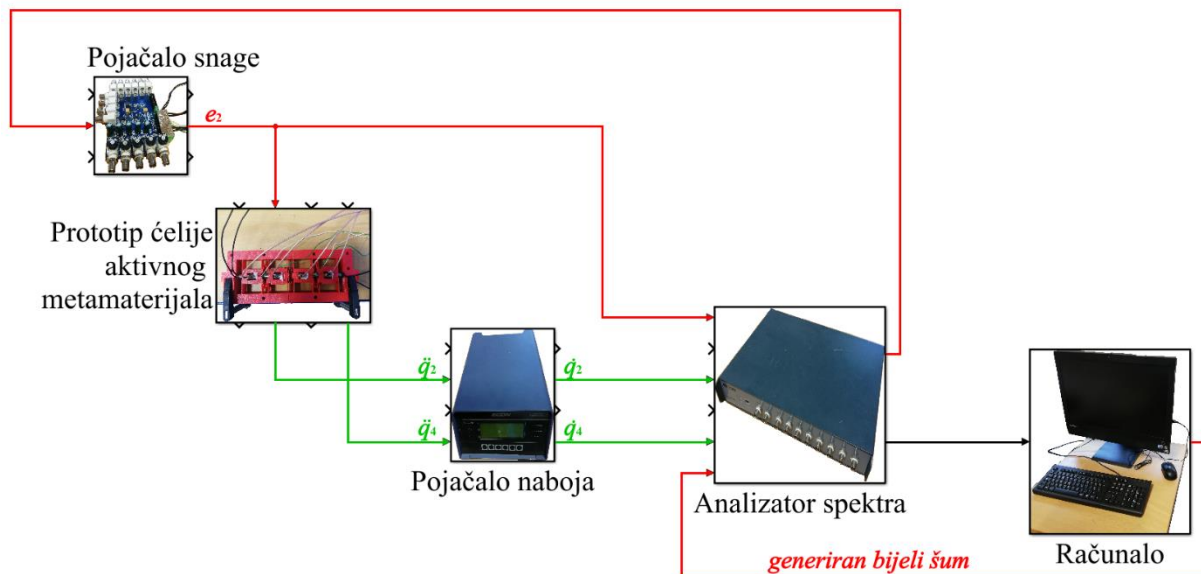 Pojačalo snage
e₂
Prototip ćelije
aktivnog
metamaterijala
q̈₂
q̇₂
q̈₄
q̇₄
Pojačalo naboja
Analizator spektra
Računalo
generiran bijeli šum